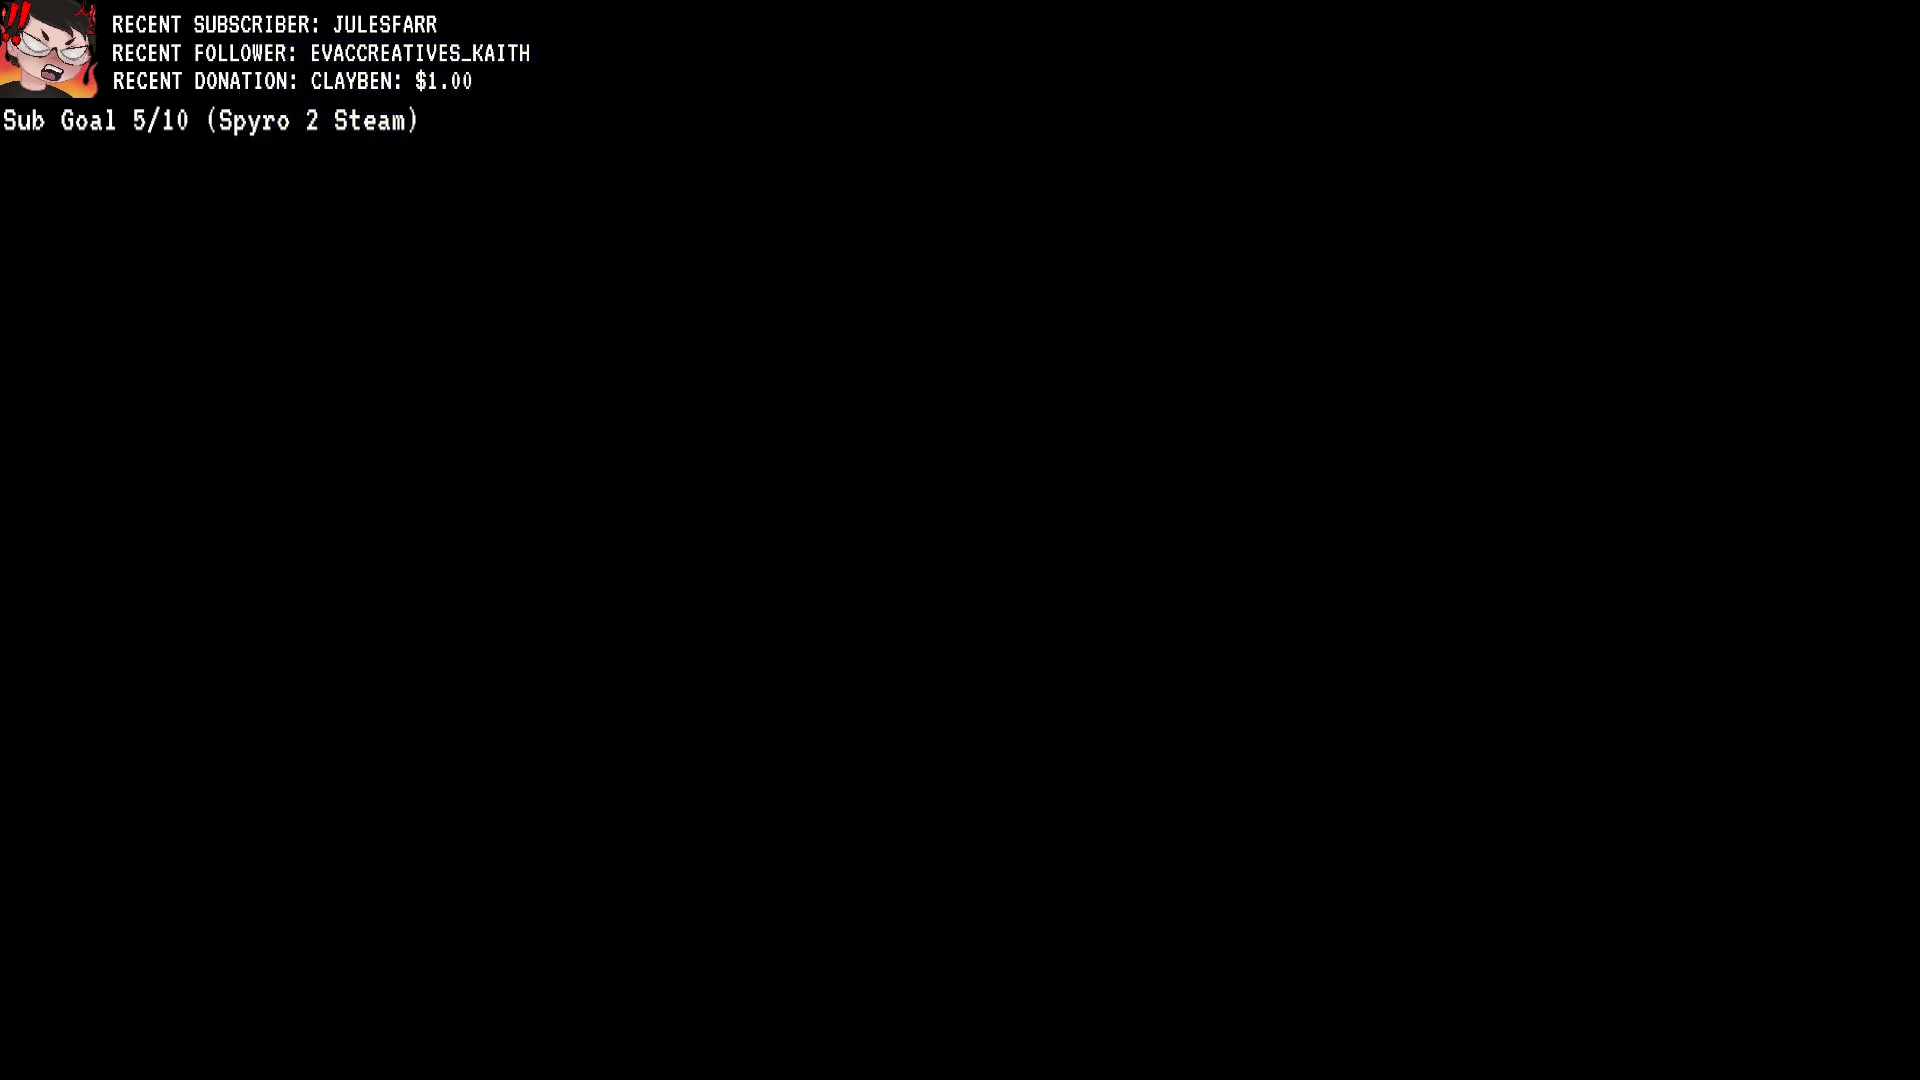 RECENT SUBSCRIBER: JULESFARR
RECENT FOLLOWER: EVACCREATIVES_KAITH
RECENT DONATION: CLAYBEN: $1.00
Sub Goal 5/10 (Spyro 2 Steam)